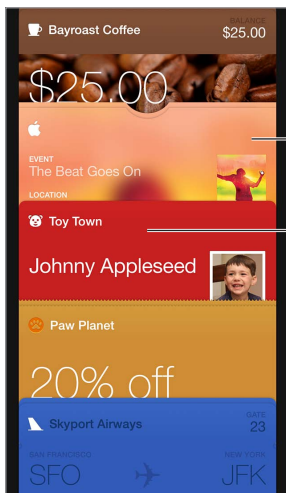 Bayroast Coffee
BALANCE
$25.00
$25.00
EVENT
The Beat Goes On
LOCATION
Toy Town
Johnny Appleseed
Paw Planet
20% off
Skyport Airways
GATE
23
SAN FRANCISCO
NEW YORK
SFO
JFK